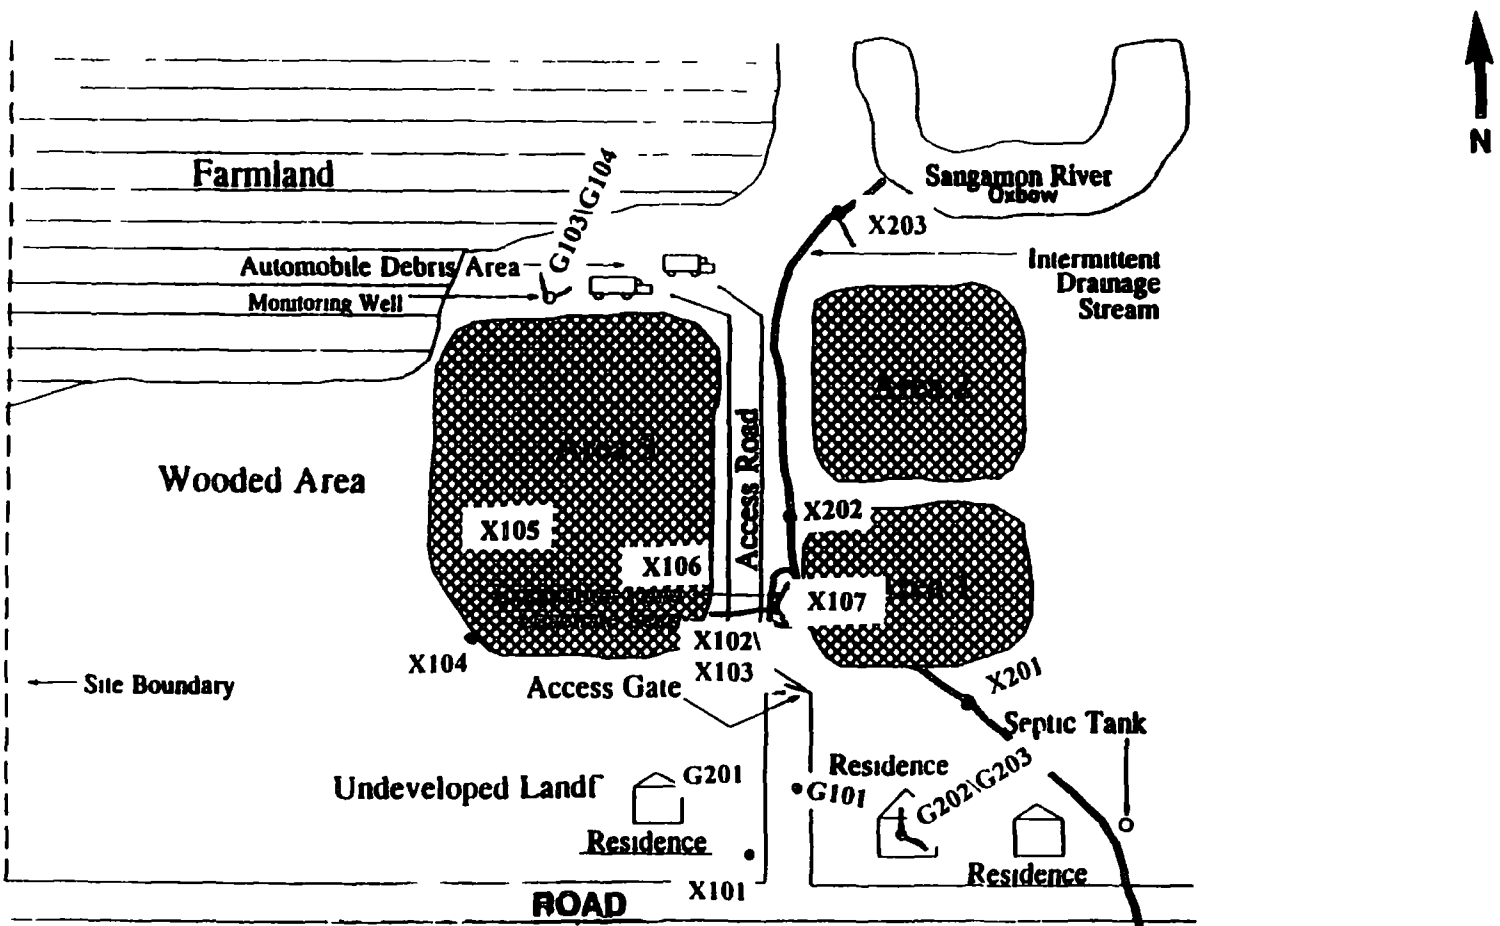 N
Farmland
G103\G104
Sangamon River
Oxbow
X203
Automobile Debris Area
Monitoring Well
Intermittent
Drainage
Stream
Access Road
Wooded Area
X105
X202
X106
X107
X102\
X103
X104
Access Gate
X201
Site Boundary
Septic Tank
Undeveloped Landf
G201
Residence
G101
G202\G203
Residence
Residence
X101
ROAD